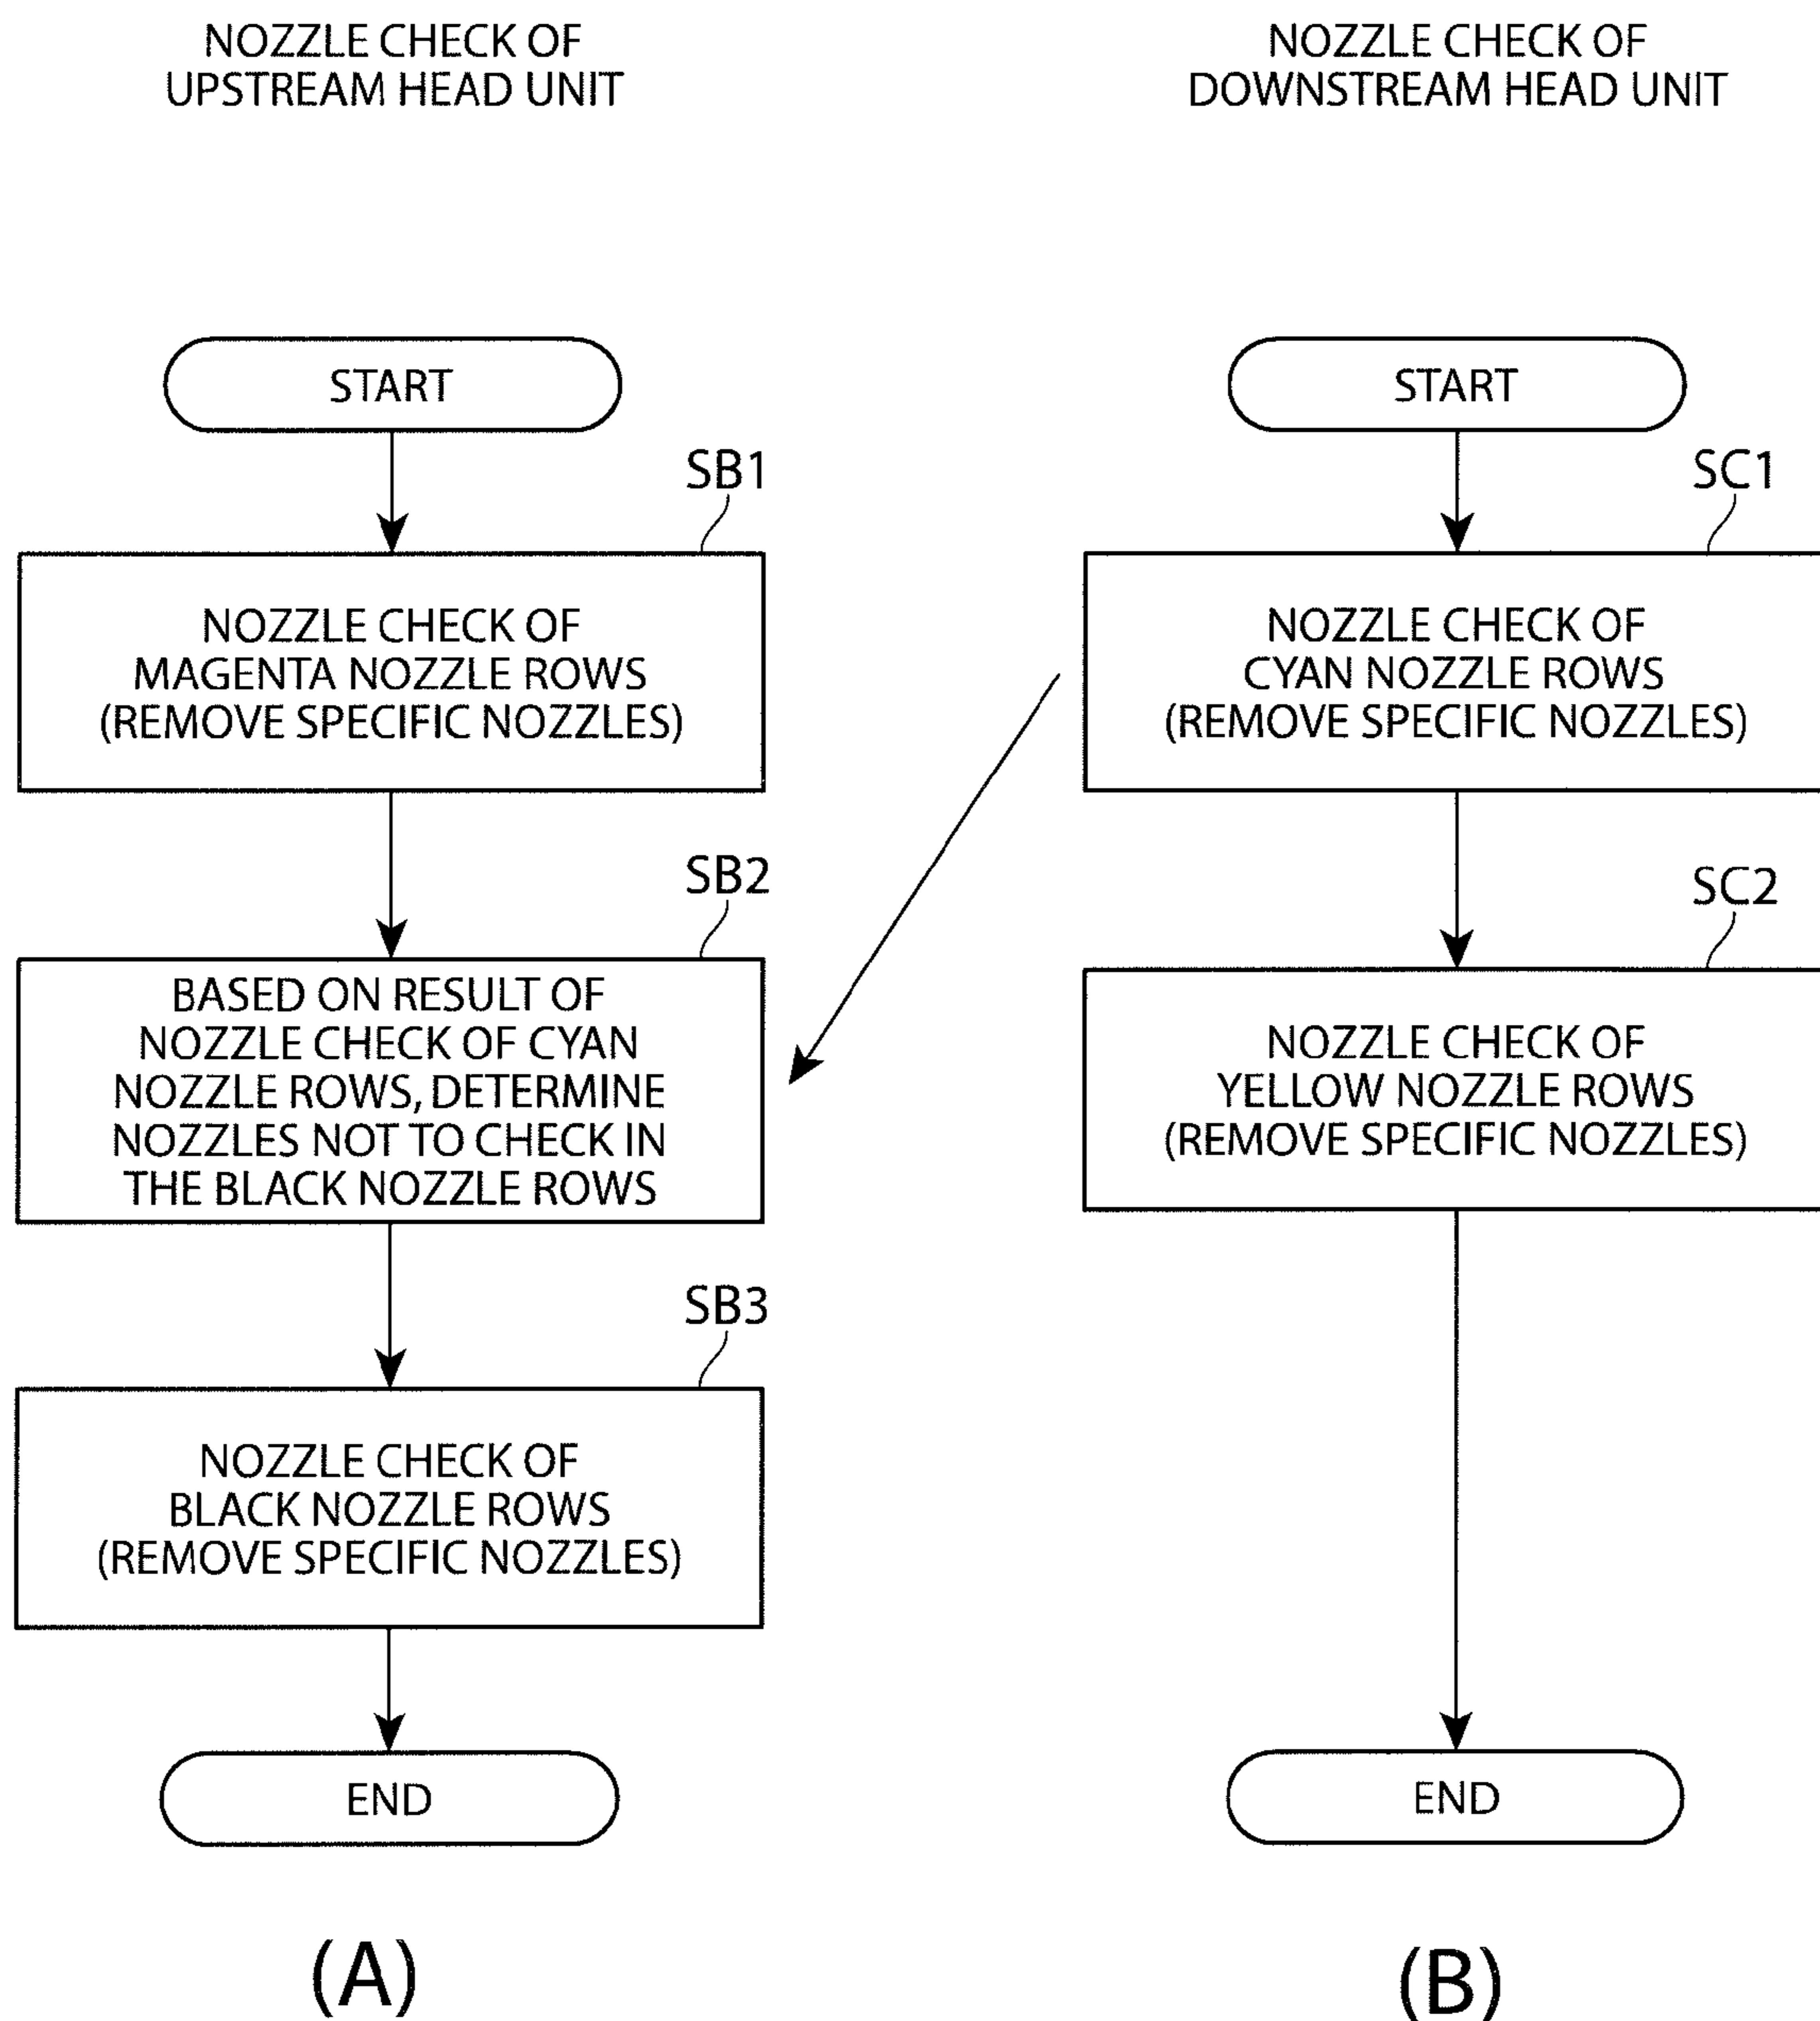 NOZZLE CHECK OF
UPSTREAM HEAD UNIT
START
SB1
NOZZLE CHECK OF
MAGENTA NOZZLE ROWS
(REMOVE SPECIFIC NOZZLES)
SB2
BASED ON RESULT OF
NOZZLE CHECK OF CYAN
NOZZLE ROWS, DETERMINE
NOZZLES NOT TO CHECK IN
THE BLACK NOZZLE ROWS
SB3
NOZZLE CHECK OF
BLACK NOZZLE ROWS
(REMOVE SPECIFIC NOZZLES)
END
(A)
NOZZLE CHECK OF
DOWNSTREAM HEAD UNIT
START
SC1
NOZZLE CHECK OF
CYAN NOZZLE ROWS
(REMOVE SPECIFIC NOZZLES)
SC2
NOZZLE CHECK OF
YELLOW NOZZLE ROWS
(REMOVE SPECIFIC NOZZLES)
END
(B)